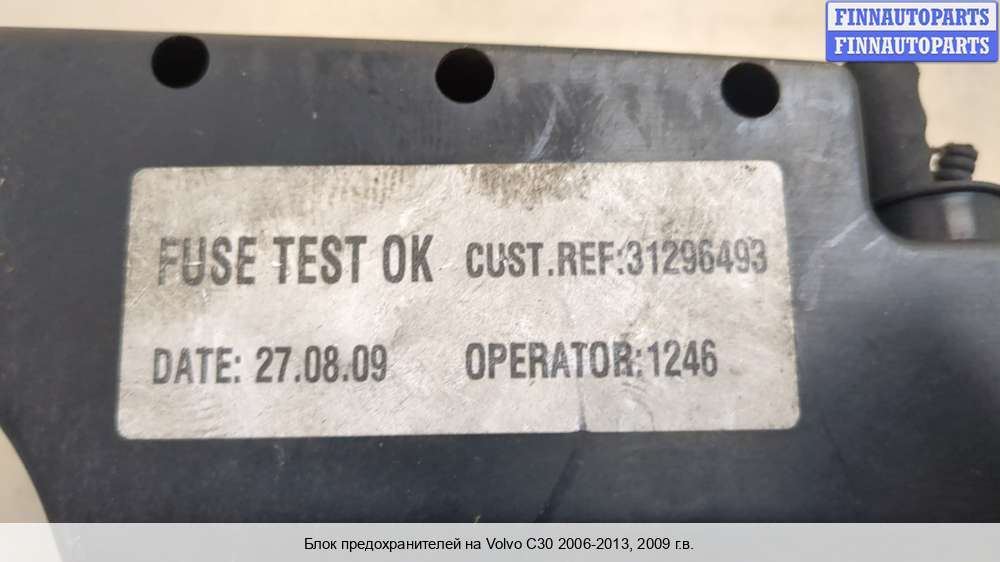 FINNAUTOPARTS
FINNAUTOPARTS
FUSE TEST OK CUST.REF:31296493
DATE: 27.08.09 OPERATOR:1246
Блок предохранителей на Volvo C30 2006-2013, 2009 г.в.